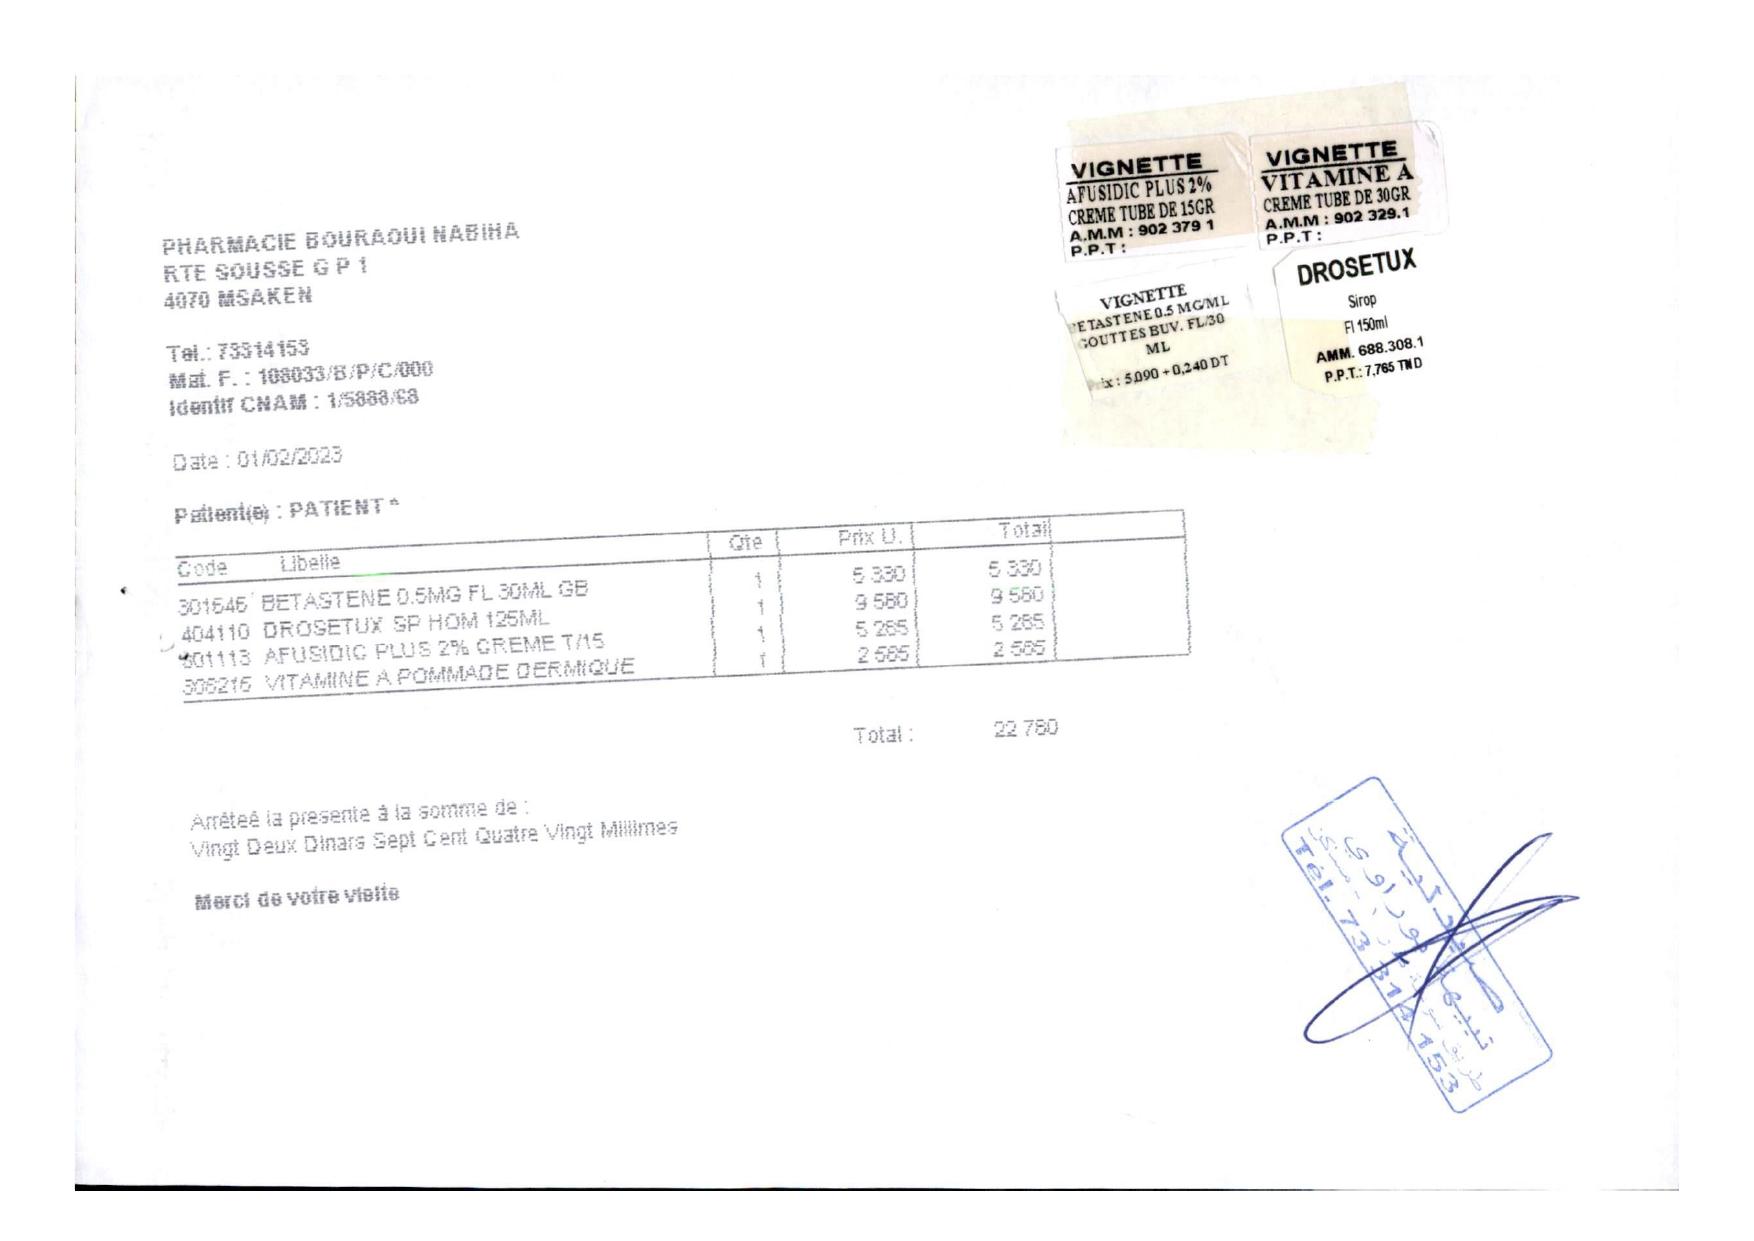 PHARMACIE BOURAOUI NABIHA
RTE SOUSSE G P 1
4070 MSAKEN
Tel.: 73314153
Mat. F. : 108033/B/P/C/000
Identif CNAM : 1/5888/68
Date : 01/02/2023
Patient(e) : PATIENT *
VIGNETTE
AFUSIDIC PLUS 2%
CREME TUBE DE 15GR
A.M.M : 902 379 1
P.P.T :
VIGNETTE
VITAMINE A
CREME TUBE DE 30GR
A.M.M : 902 329.1
P.P.T :
VIGNETTE
ETASTENE 0.5 MG/ML
GOUTTES BUV. FL/30
ML
Prix : 5,090 + 0,240 DT
DROSETUX
Sirop
Fl 150ml
AMM. 688.308.1
P.P.T.: 7,765 TND
Code Libelle Qte Prix U. Total
301646 BETASTENE 0.5MG FL 30ML GB 1 5 330 5 330
404110 DROSETUX SP HOM 125ML 1 9 580 9 580
301113 AFUSIDIC PLUS 2% CREME T/15 1 5 285 5 285
306216 VITAMINE A POMMADE DERMIQUE 1 2 585 2 585
Total : 22 780
Arrêteé la presente à la somme de :
Vingt Deux Dinars Sept Cent Quatre Vingt Millimes
Merci de votre visite
صيدلية
نبيهة بوراوي
Tél. 73 314 153